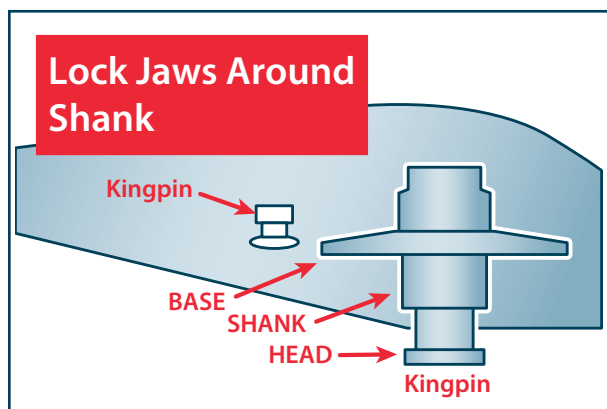 Lock Jaws Around
Shank
Kingpin
BASE
SHANK
HEAD
Kingpin